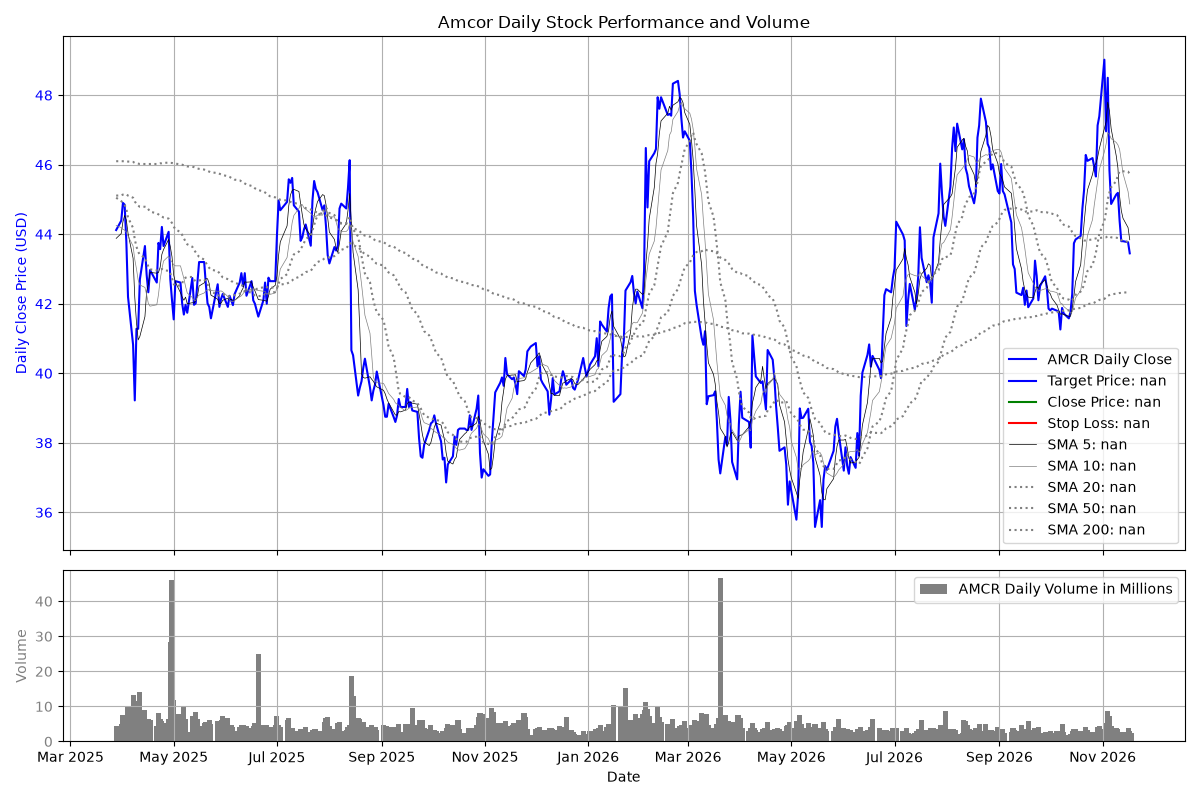 Amcor Daily Stock Performance and Volume
Daily Close Price (USD)
48
46
44
42
40
38
36
AMCR Daily Close
Target Price: nan
Close Price: nan
Stop Loss: nan
SMA 5: nan
SMA 10: nan
SMA 20: nan
SMA 50: nan
SMA 200: nan
Volume
40
30
20
10
0
AMCR Daily Volume in Millions
Mar 2025 May 2025 Jul 2025 Sep 2025 Nov 2025 Jan 2026 Mar 2026 May 2026 Jul 2026 Sep 2026 Nov 2026
Date